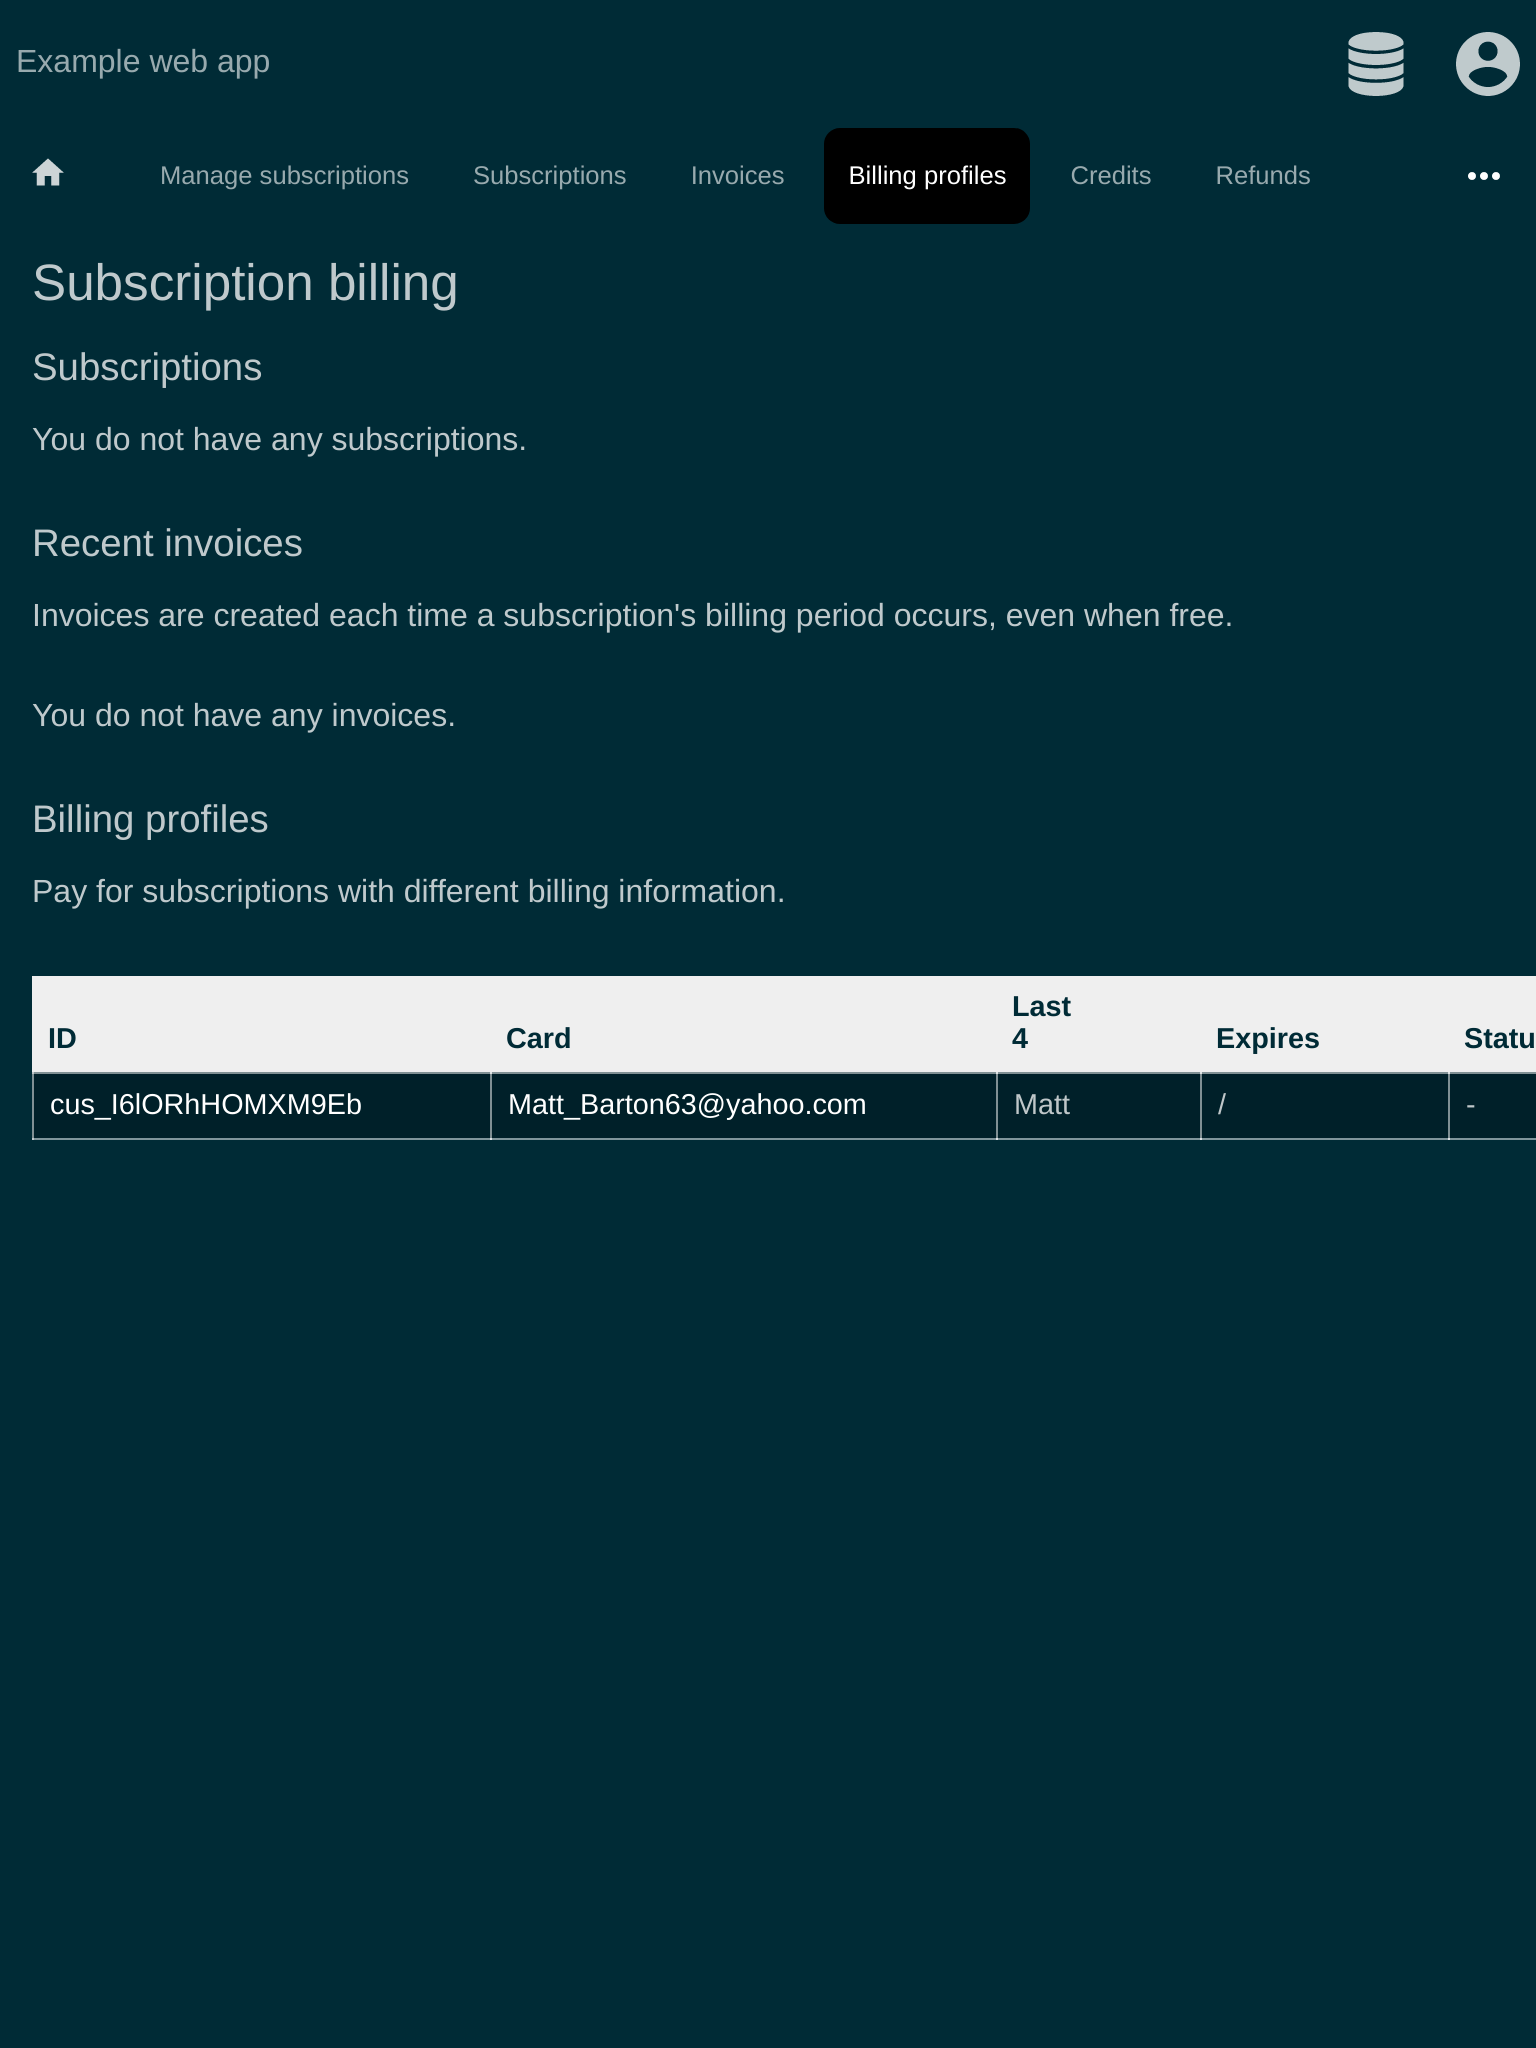 Example web app
Manage subscriptions Subscriptions Invoices Billing profiles Credits Refunds
Subscription billing
Subscriptions
You do not have any subscriptions.
Recent invoices
Invoices are created each time a subscription's billing period occurs, even when free.
You do not have any invoices.
Billing profiles
Pay for subscriptions with different billing information.
ID Card Last 4 Expires Statu
cus_I6lORhHOMXM9Eb Matt_Barton63@yahoo.com Matt / -